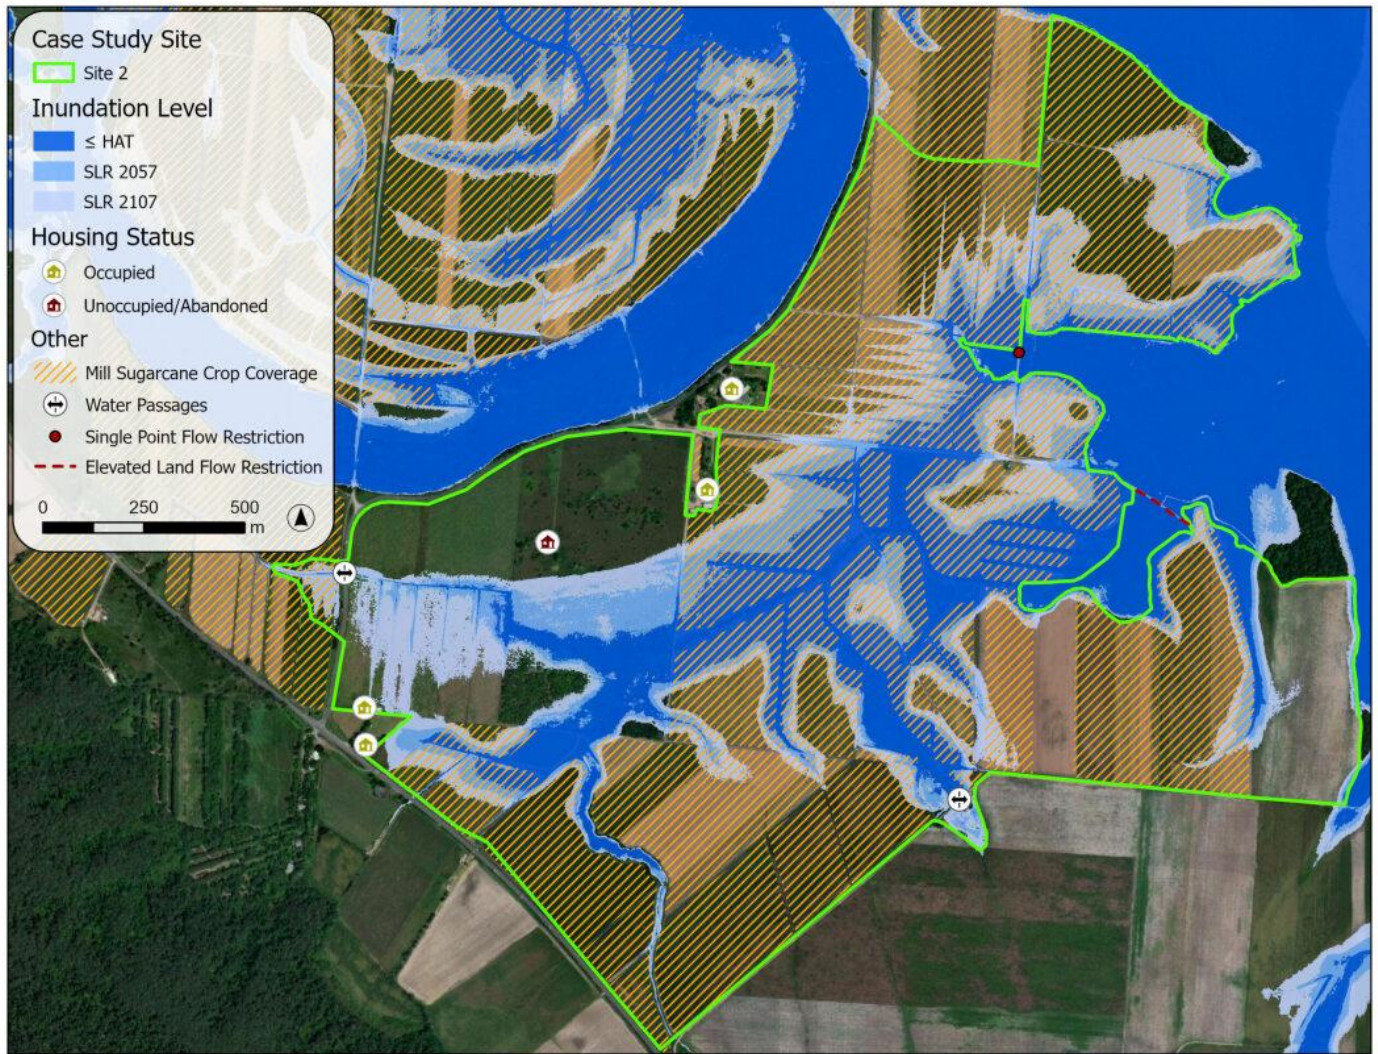 Case Study Site
Site 2
Inundation Level
≤ HAT
SLR 2057
SLR 2107
Housing Status
Occupied
Unoccupied/Abandoned
Other
Mill Sugarcane Crop Coverage
Water Passages
Single Point Flow Restriction
Elevated Land Flow Restriction
0 250 500
m